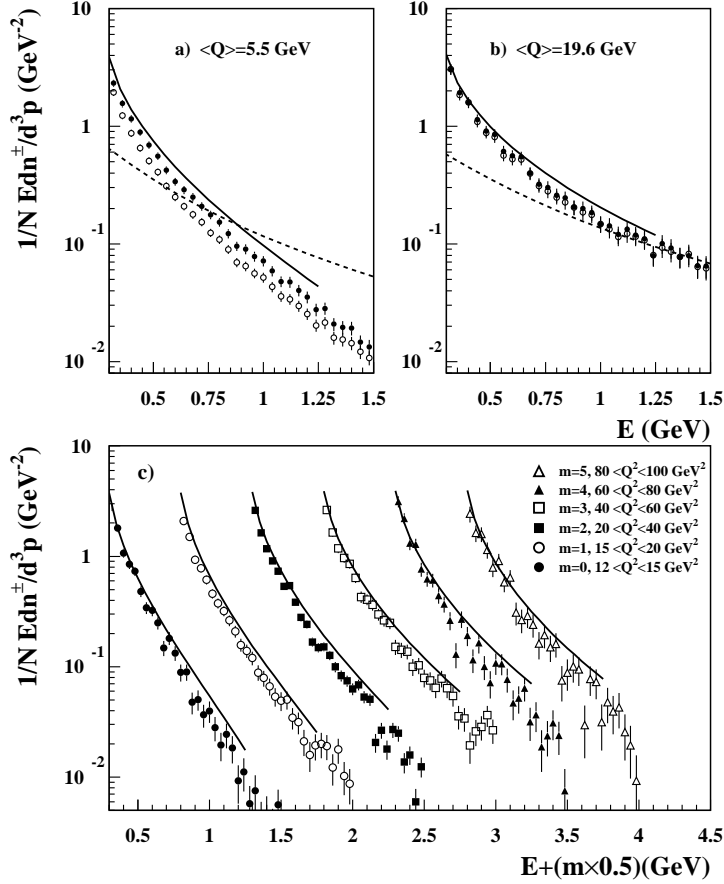 a) <Q>=5.5 GeV
b) <Q>=19.6 GeV
1/N Edn±/d³p (GeV⁻²)
10
1
10⁻¹
10⁻²
10
1
10⁻¹
10⁻²
0.5 0.75 1 1.25 1.5
0.5 0.75 1 1.25 1.5
E (GeV)
c)
1/N Edn±/d³p (GeV⁻²)
10
1
10⁻¹
10⁻²
m=5, 80 <Q²<100 GeV²
m=4, 60 <Q²<80 GeV²
m=3, 40 <Q²<60 GeV²
m=2, 20 <Q²<40 GeV²
m=1, 15 <Q²<20 GeV²
m=0, 12 <Q²<15 GeV²
0.5 1 1.5 2 2.5 3 3.5 4 4.5
E+(m×0.5)(GeV)